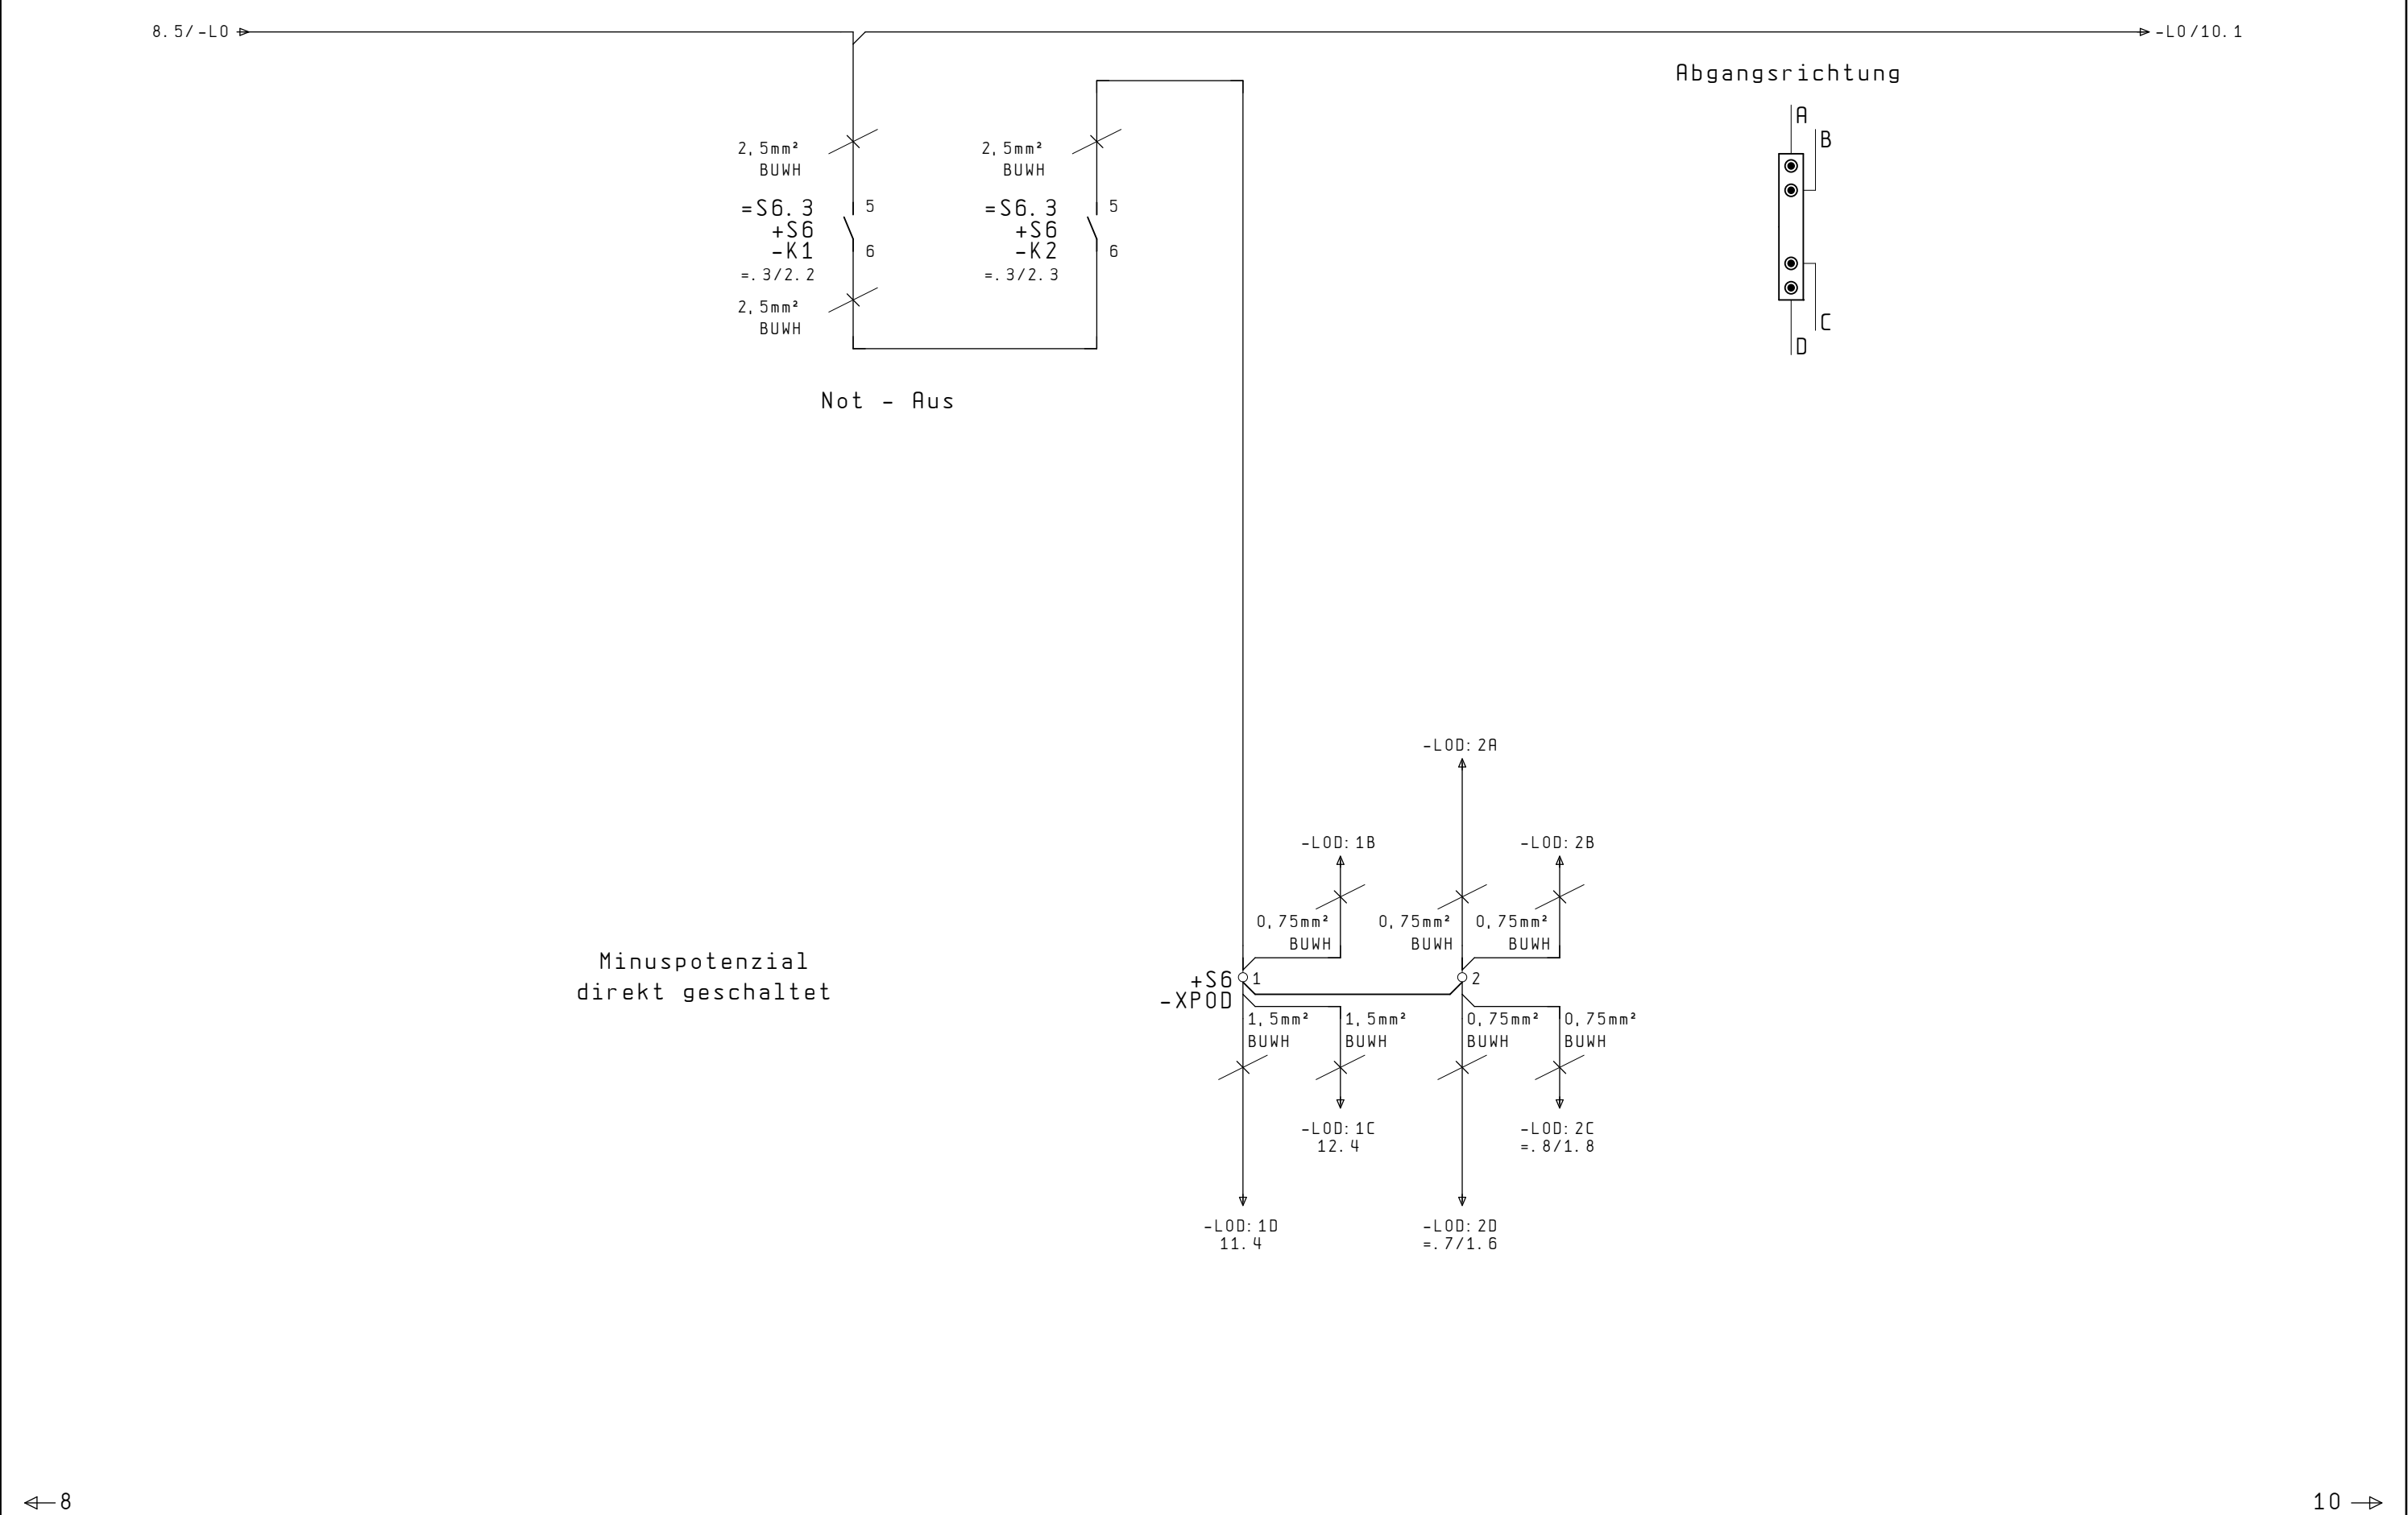 8.5/-L0
-L0/10.1
Abgangsrichtung
A
B
C
D
2,5mm²
BUWH
=S6.3
+S6
-K1
=.3/2.2
5
6
2,5mm²
BUWH
2,5mm²
BUWH
=S6.3
+S6
-K2
=.3/2.3
5
6
Not - Aus
Minuspotenzial
direkt geschaltet
-L0D:2A
-L0D:1B
-L0D:2B
0,75mm²
BUWH
0,75mm²
BUWH
0,75mm²
BUWH
+S6
-XP0D
1
2
1,5mm²
BUWH
1,5mm²
BUWH
0,75mm²
BUWH
0,75mm²
BUWH
-L0D:1C
12.4
-L0D:2C
=.8/1.8
-L0D:1D
11.4
-L0D:2D
=.7/1.6
8
10